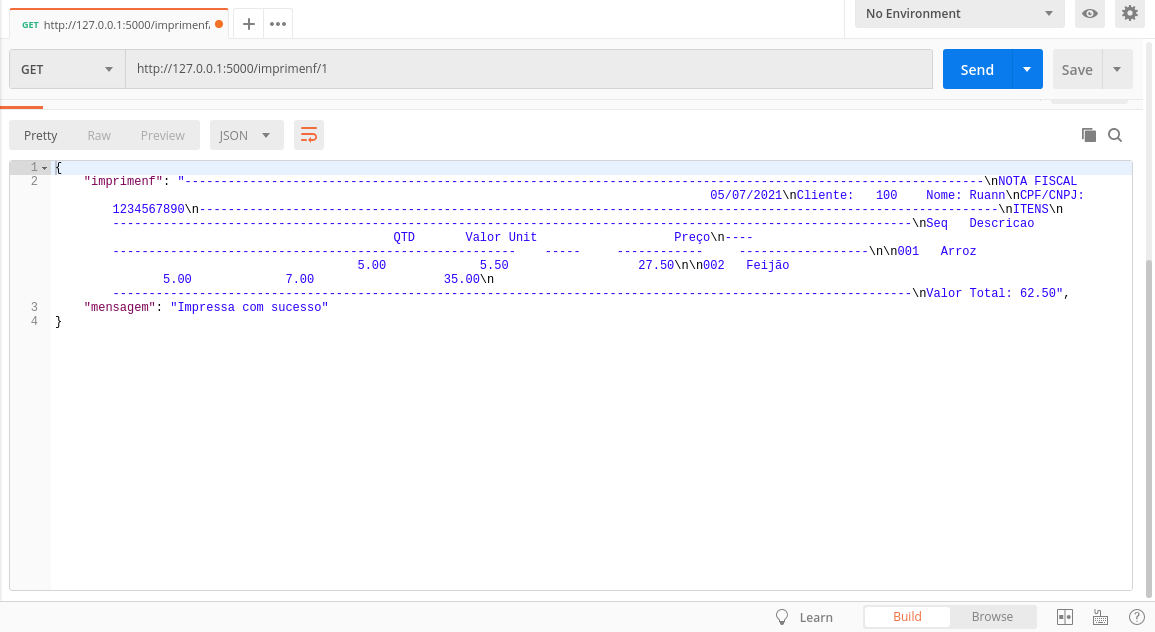 GET http://127.0.0.1:5000/imprimenf.
No Environment
GET http://127.0.0.1:5000/imprimenf/1 Send Save
Pretty Raw Preview JSON
1 {
2 "imprimenf": "---------------------------------------------------------------------------------------------------------------\nNOTA FISCAL
05/07/2021\nCliente: 100 Nome: Ruann\nCPF/CNPJ:
1234567890\n---------------------------------------------------------------------------------------------------------------\nITENS\n
---------------------------------------------------------------------------------------------------------------\nSeq Descricao
QTD Valor Unit Preço\n----
-------------------------------------------------------- ----- ------------ ------------------\n\n001 Arroz
5.00 5.50 27.50\n\n002 Feijão
5.00 7.00 35.00\n
---------------------------------------------------------------------------------------------------------------\nValor Total: 62.50",
3 "mensagem": "Impressa com sucesso"
4 }
Learn Build Browse